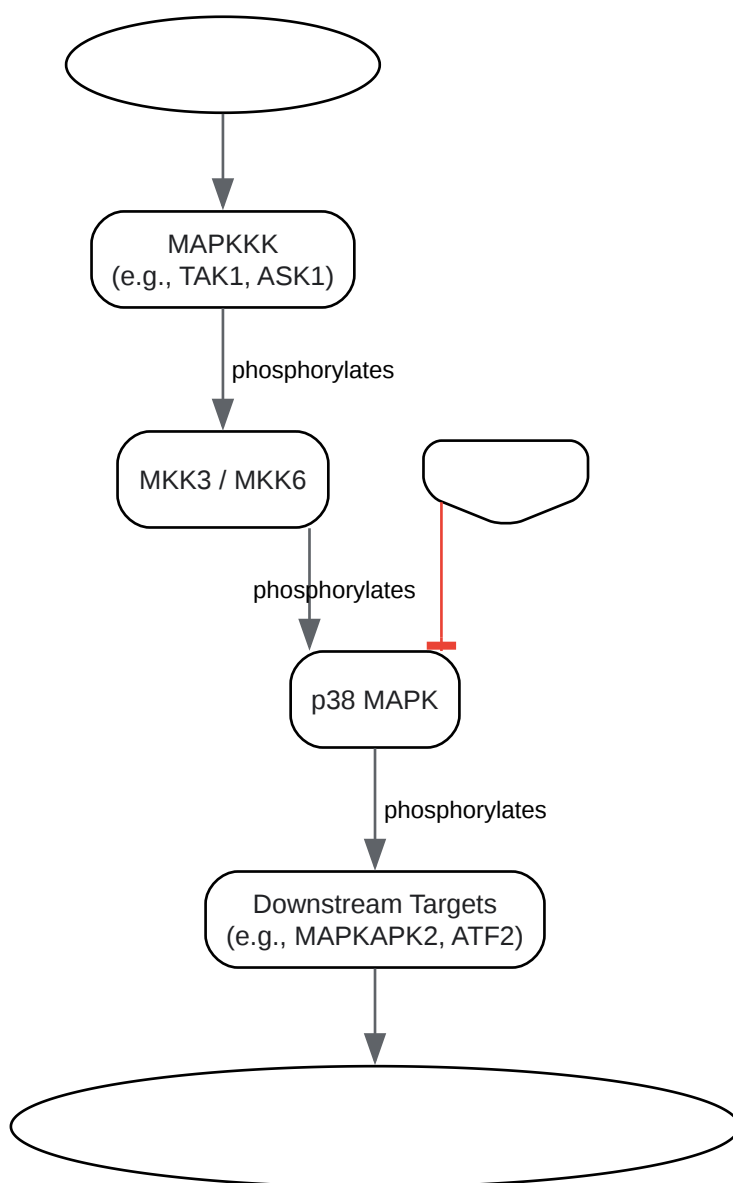 MAPKKK
(e.g., TAK1, ASK1)
phosphorylates
MKK3 / MKK6
phosphorylates
p38 MAPK
phosphorylates
Downstream Targets
(e.g., MAPKAPK2, ATF2)